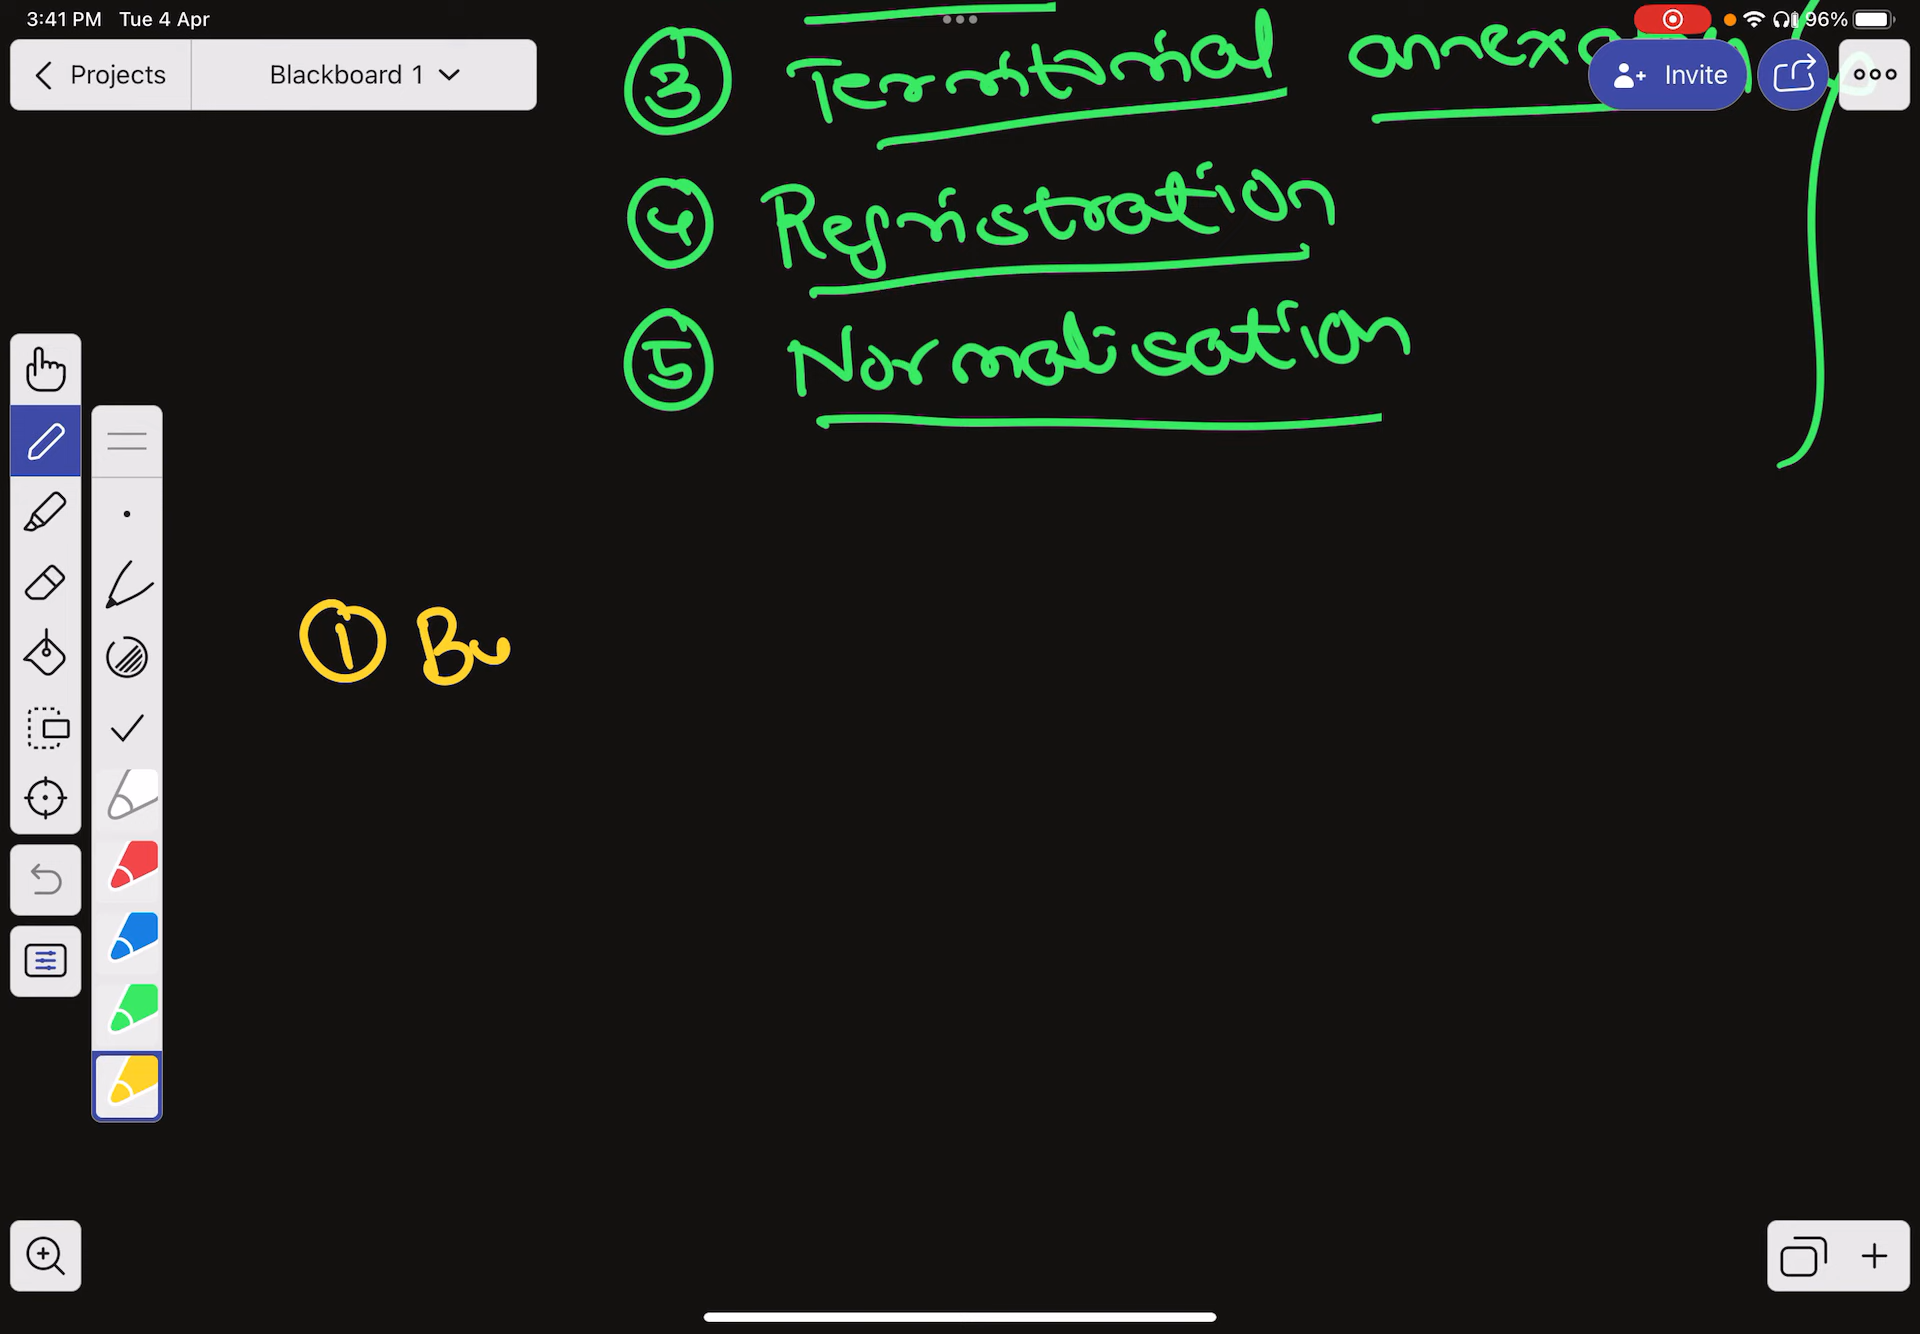 3:41 PM Tue 4 Apr 96%
Projects Blackboard 1 Invite
③ Territorial
④ Registration
⑤ Normalisation
① Bu